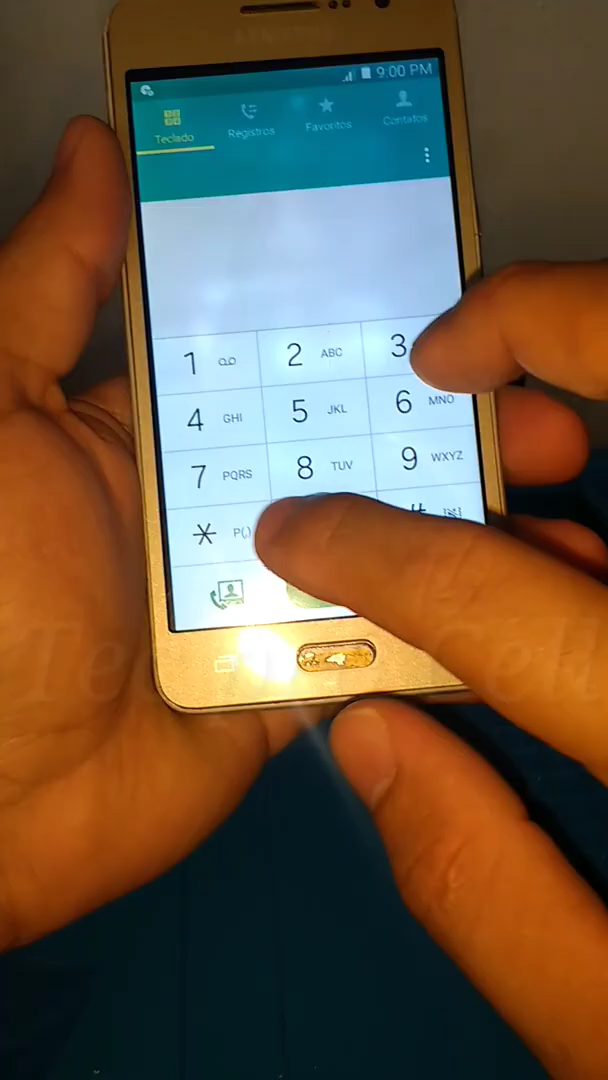 SAMSUNG
9:00 PM
Teclado Registros Favoritos Contatos
1 2 ABC 3
4 GHI 5 JKL 6 MNO
7 PQRS 8 TUV 9 WXYZ
* P(,) #